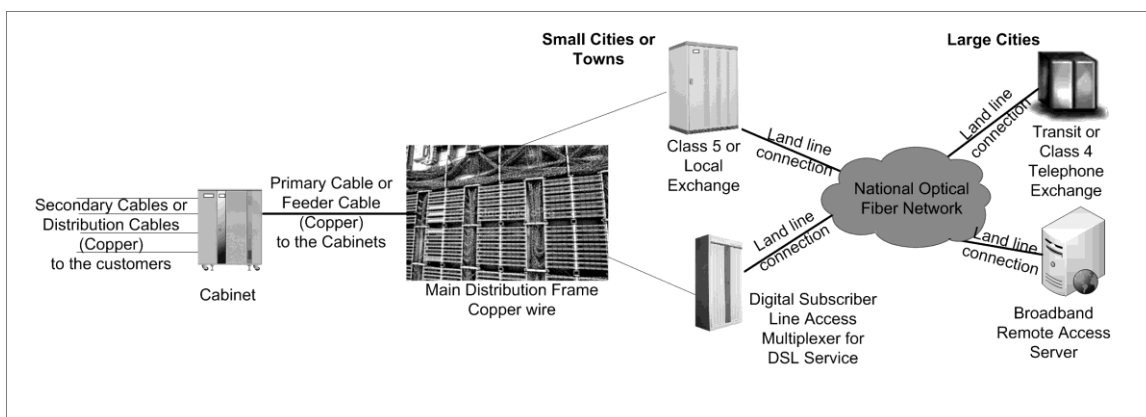 Small Cities or
Towns
Large Cities
Secondary Cables or
Distribution Cables
(Copper)
to the customers
Cabinet
Primary Cable or
Feeder Cable
(Copper)
to the Cabinets
Main Distribution Frame
Copper wire
Class 5 or
Local
Exchange
Land line
connection
Digital Subscriber
Line Access
Multiplexer for
DSL Service
Land line
connection
National Optical
Fiber Network
Land line
connection
Transit or
Class 4
Telephone
Exchange
Land line
connection
Broadband
Remote Access
Server